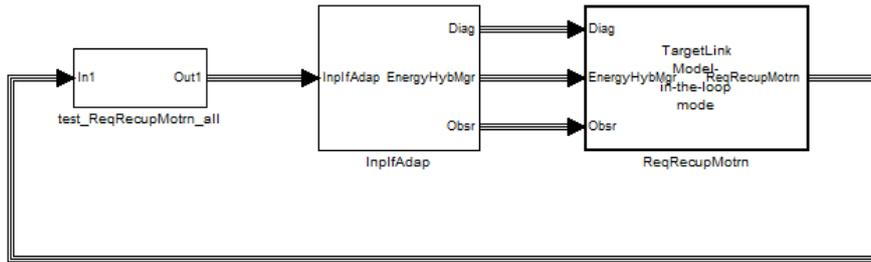 In1 Out1
test_ReqRecupMotrn_all
Diag
InpIfAdap EnergyHybMgr
Obsr
InpIfAdap
Diag
TargetLink
Model-
EnergyHybMgr ReqRecupMotrn
in-the-loop
mode
Obsr
ReqRecupMotrn